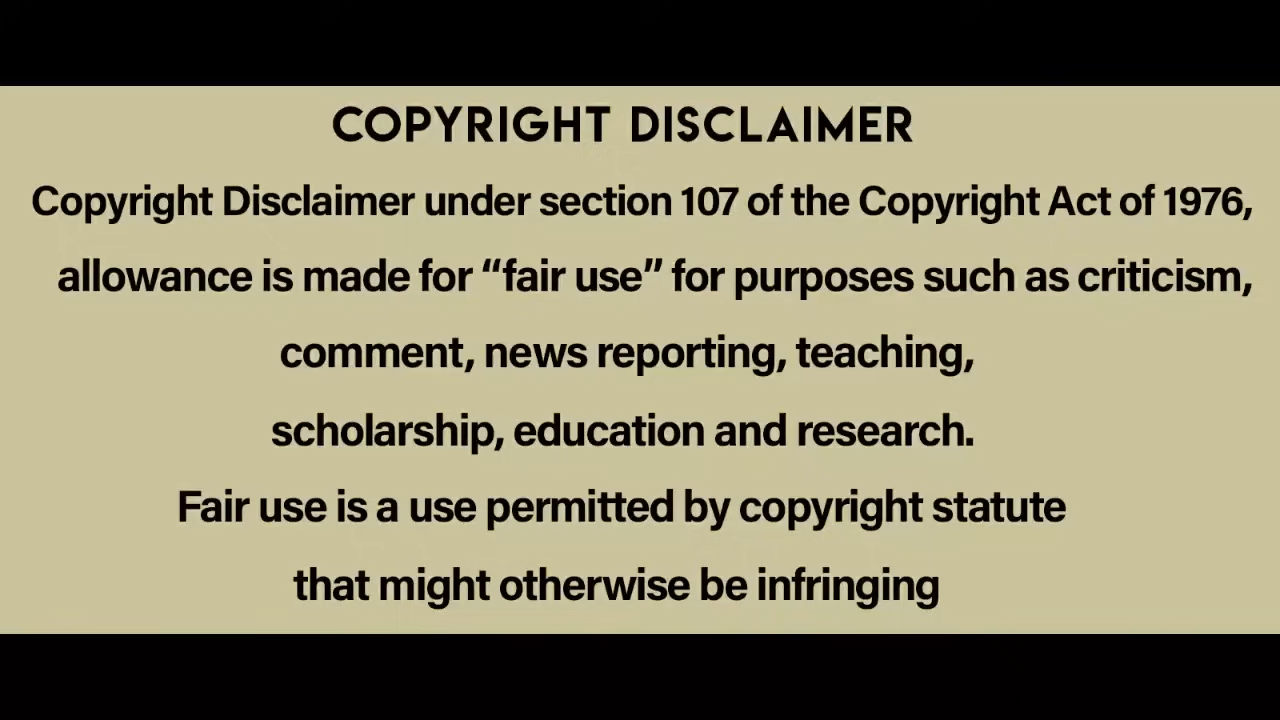 COPYRIGHT DISCLAIMER
Copyright Disclaimer under section 107 of the Copyright Act of 1976,
allowance is made for “fair use” for purposes such as criticism,
comment, news reporting, teaching,
scholarship, education and research.
Fair use is a use permitted by copyright statute
that might otherwise be infringing